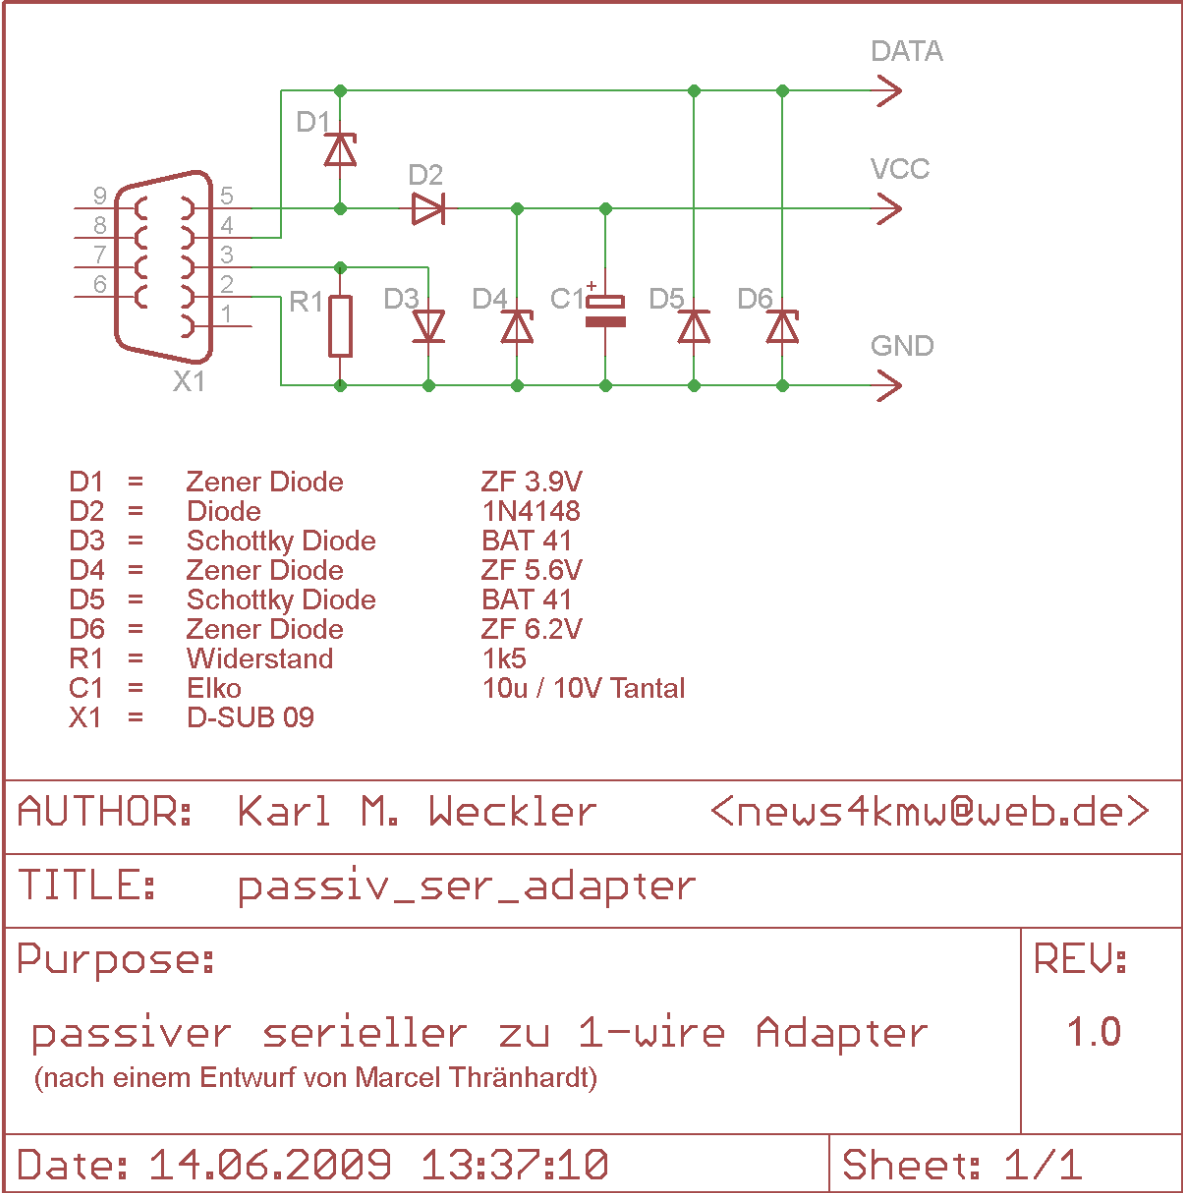 DATA
D1
VCC
D2
9
5
8
4
7
3
6
2
1
R1
D3
D4
C1
+
D5
D6
GND
X1
D1 = Zener Diode ZF 3.9V
D2 = Diode 1N4148
D3 = Schottky Diode BAT 41
D4 = Zener Diode ZF 5.6V
D5 = Schottky Diode BAT 41
D6 = Zener Diode ZF 6.2V
R1 = Widerstand 1k5
C1 = Elko 10u / 10V Tantal
X1 = D-SUB 09
AUTHOR: Karl M. Weckler <news4kmw@web.de>
TITLE: passiv_ser_adapter
Purpose:
REV:
passiver serieller zu 1-wire Adapter
1.0
(nach einem Entwurf von Marcel Thränhardt)
Date: 14.06.2009 13:37:10
Sheet: 1/1